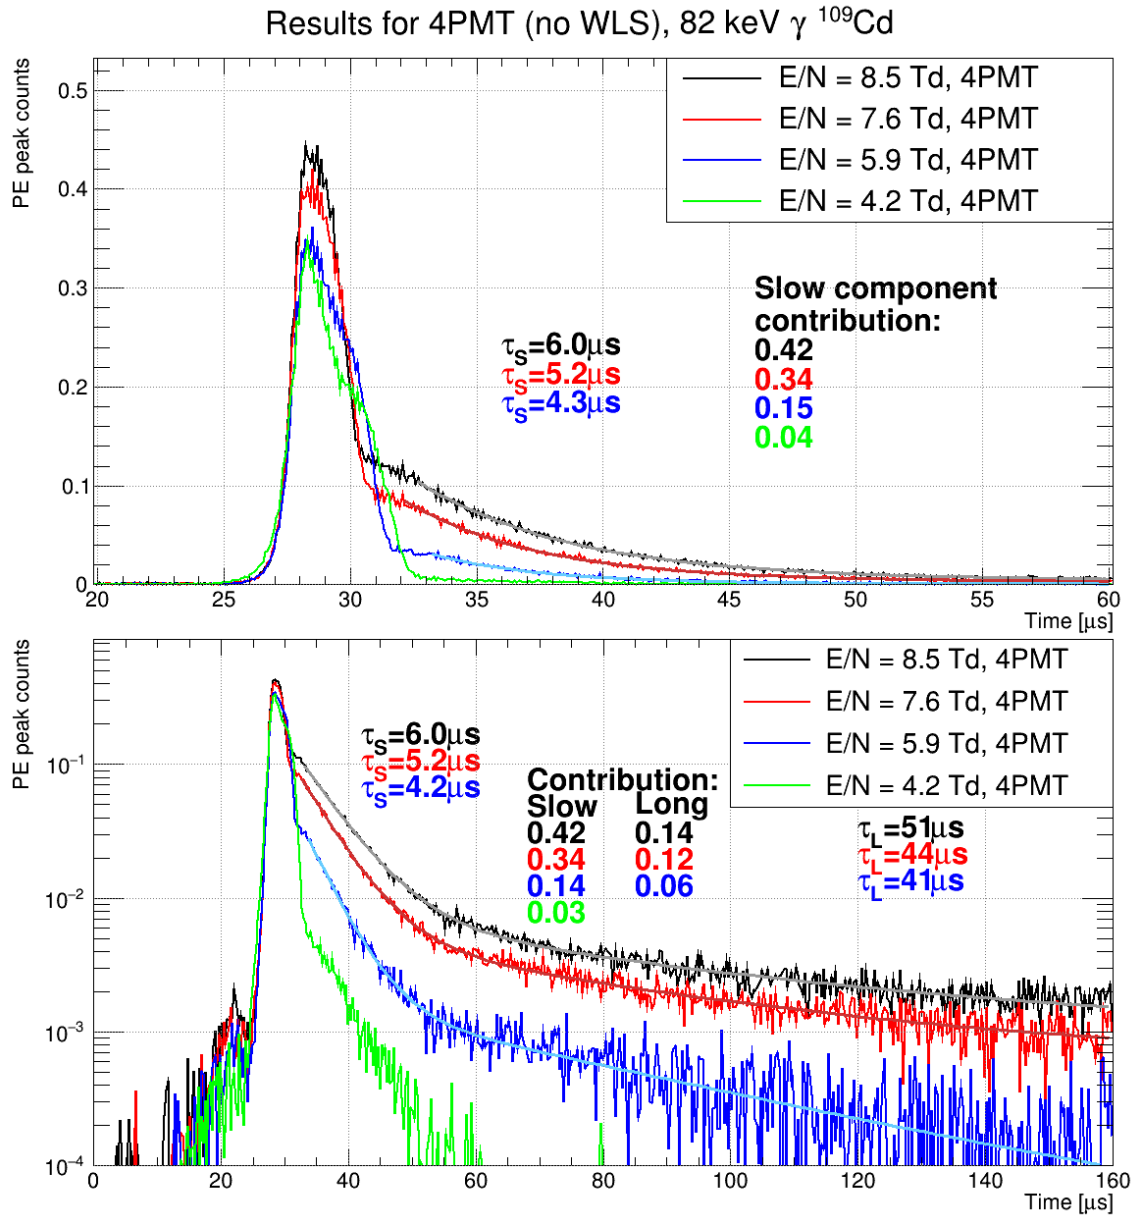 Results for 4PMT (no WLS), 82 keV γ ¹⁰⁹Cd
PE peak counts
E/N = 8.5 Td, 4PMT
E/N = 7.6 Td, 4PMT
E/N = 5.9 Td, 4PMT
E/N = 4.2 Td, 4PMT
0.5
0.4
0.3
0.2
0.1
0
Slow component
contribution:
0.42
0.34
0.15
0.04
τS=6.0μs
τS=5.2μs
τS=4.3μs
20 25 30 35 40 45 50 55 60
Time [μs]
PE peak counts
E/N = 8.5 Td, 4PMT
E/N = 7.6 Td, 4PMT
E/N = 5.9 Td, 4PMT
E/N = 4.2 Td, 4PMT
10⁻¹
10⁻²
10⁻³
10⁻⁴
τS=6.0μs
τS=5.2μs
τS=4.2μs
Contribution:
Slow Long
0.42 0.14
0.34 0.12
0.14 0.06
0.03
τL=51μs
τL=44μs
τL=41μs
0 20 40 60 80 100 120 140 160
Time [μs]